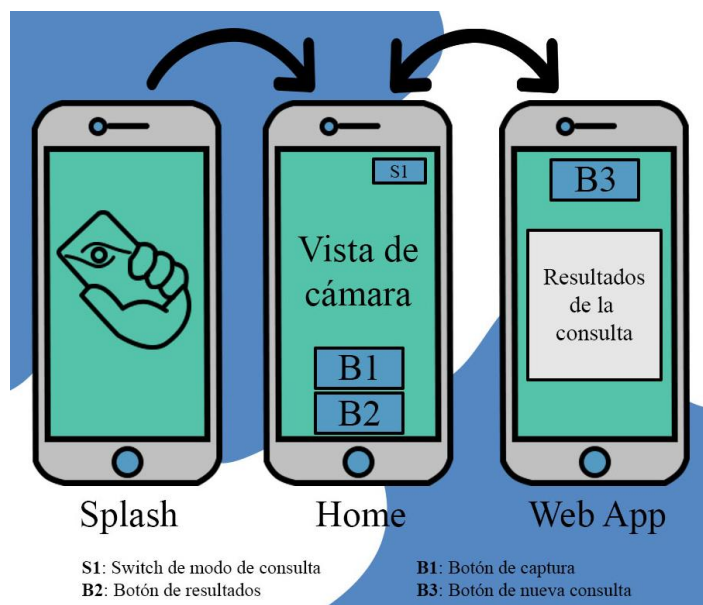 S1
Vista de
cámara
B1
B2
B3
Resultados
de la
consulta
Splash
Home
Web App
S1: Switch de modo de consulta
B1: Botón de captura
B2: Botón de resultados
B3: Botón de nueva consulta